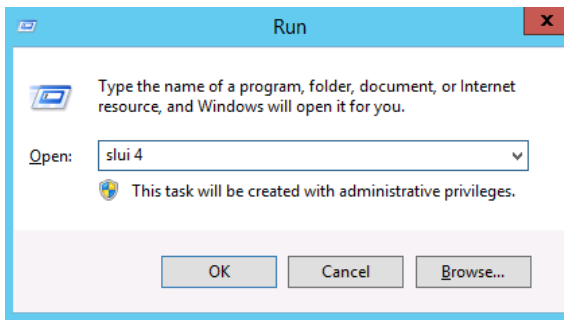 Run
x
Type the name of a program, folder, document, or Internet
resource, and Windows will open it for you.
Open: slui 4
This task will be created with administrative privileges.
OK Cancel Browse...